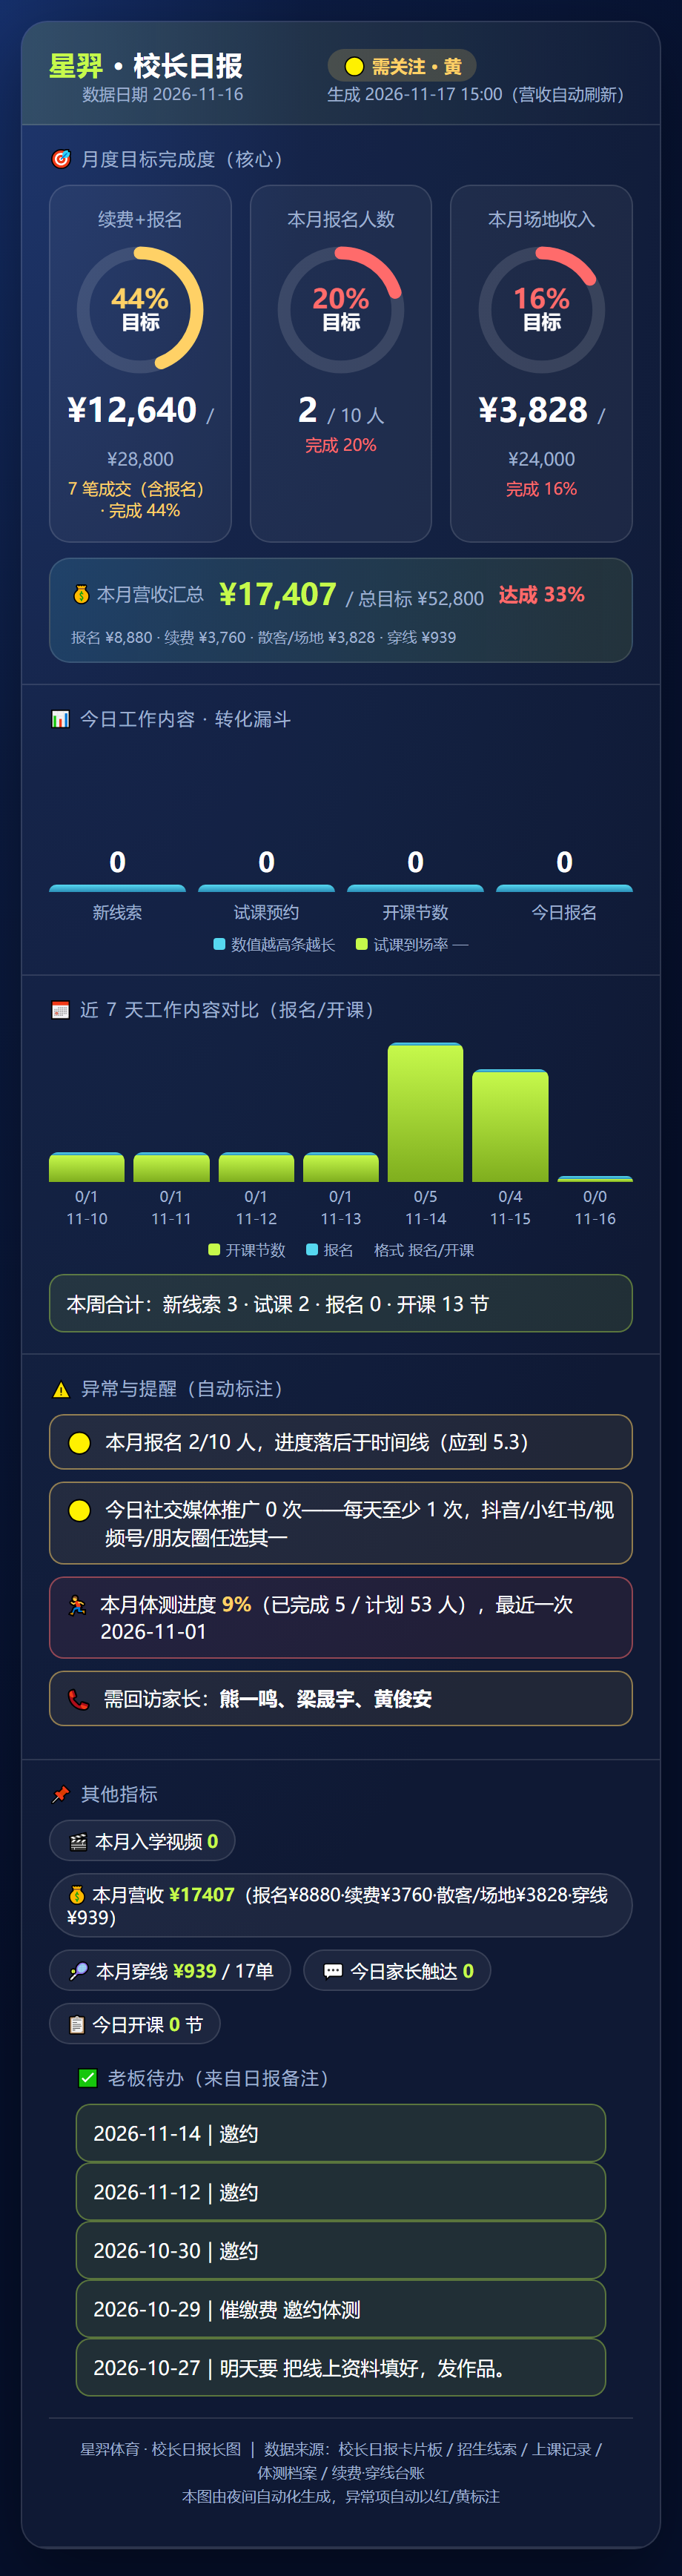 星羿 · 校长日报
需关注 · 黄
数据日期 2026-11-16
生成 2026-11-17 15:00（营收自动刷新）
🎯 月度目标完成度（核心）
续费+报名
44%
目标
¥12,640 /
¥28,800
7 笔成交（含报名）
· 完成 44%
本月报名人数
20%
目标
2 / 10 人
完成 20%
本月场地收入
16%
目标
¥3,828 /
¥24,000
完成 16%
💰 本月营收汇总 ¥17,407 / 总目标 ¥52,800 达成 33%
报名 ¥8,880 · 续费 ¥3,760 · 散客/场地 ¥3,828 · 穿线 ¥939
📊 今日工作内容 · 转化漏斗
0 0 0 0
新线索 试课预约 开课节数 今日报名
数值越高条越长 试课到场率 —
📅 近 7 天工作内容对比（报名/开课）
0/1 0/1 0/1 0/1 0/5 0/4 0/0
11-10 11-11 11-12 11-13 11-14 11-15 11-16
开课节数 报名 格式 报名/开课
本周合计：新线索 3 · 试课 2 · 报名 0 · 开课 13 节
⚠️ 异常与提醒（自动标注）
本月报名 2/10 人，进度落后于时间线（应到 5.3）
今日社交媒体推广 0 次——每天至少 1 次，抖音/小红书/视
频号/朋友圈任选其一
本月体测进度 9%（已完成 5 / 计划 53 人），最近一次
2026-11-01
需回访家长：熊一鸣、梁晟宇、黄俊安
📌 其他指标
🎬 本月入学视频 0
💰 本月营收 ¥17407（报名¥8880·续费¥3760·散客/场地¥3828·穿线
¥939）
🎾 本月穿线 ¥939 / 17单
💬 今日家长触达 0
📋 今日开课 0 节
✅ 老板待办（来自日报备注）
2026-11-14 | 邀约
2026-11-12 | 邀约
2026-10-30 | 邀约
2026-10-29 | 催缴费 邀约体测
2026-10-27 | 明天要 把线上资料填好，发作品。
星羿体育 · 校长日报长图 ｜ 数据来源：校长日报卡片板 / 招生线索 / 上课记录 /
体测档案 / 续费·穿线台账
本图由夜间自动化生成，异常项自动以红/黄标注